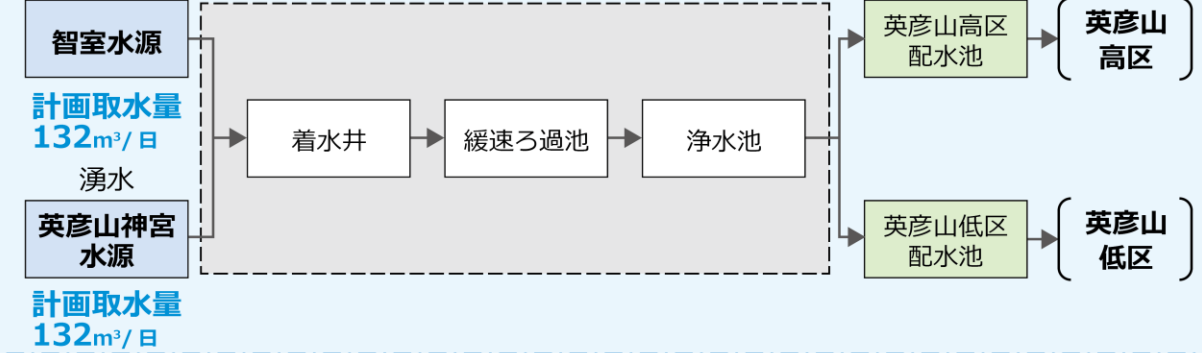 智室水源
計画取水量
132m³/日
湧水
英彦山神宮
水源
計画取水量
132m³/日
着水井
緩速ろ過池
浄水池
英彦山高区
配水池
英彦山
高区
英彦山低区
配水池
英彦山
低区